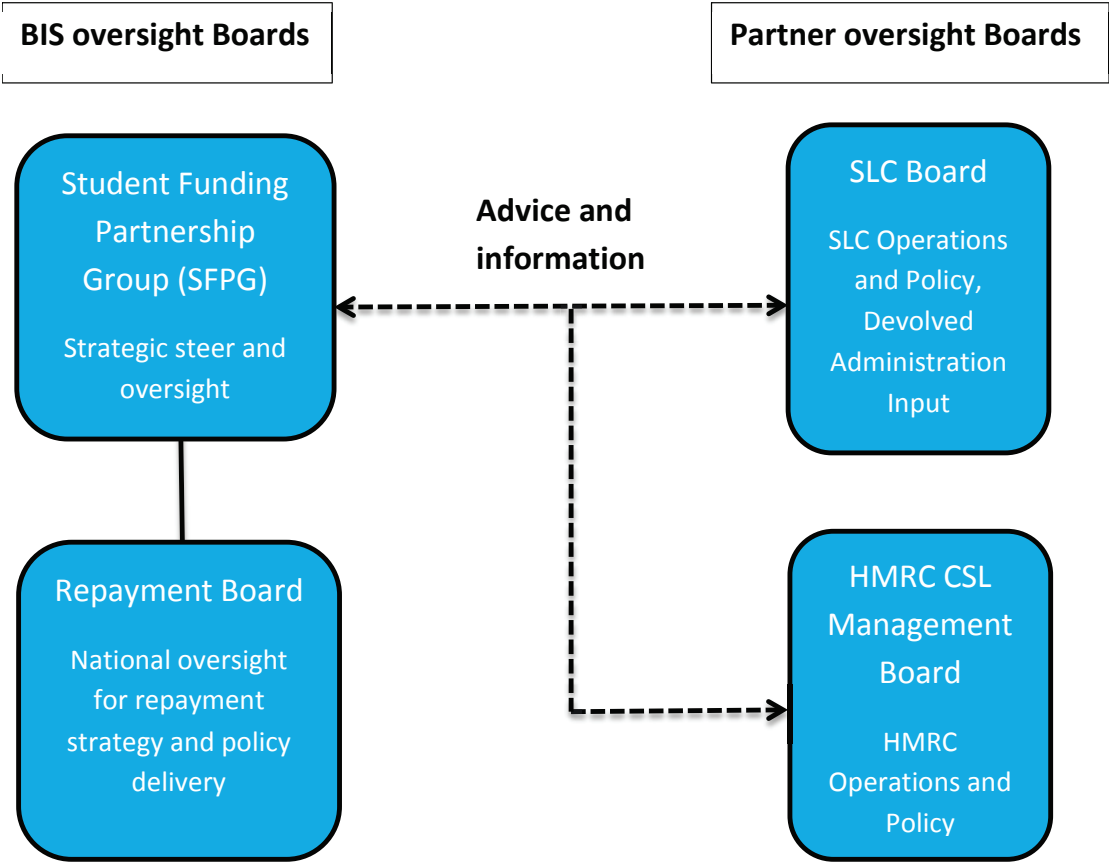 BIS oversight Boards
Partner oversight Boards
Student Funding
Partnership
Group (SFPG)
Strategic steer and
oversight
Advice and
information
SLC Board
SLC Operations
and Policy,
Devolved
Administration
Input
Repayment Board
National oversight
for repayment
strategy and policy
delivery
HMRC CSL
Management
Board
HMRC
Operations and
Policy